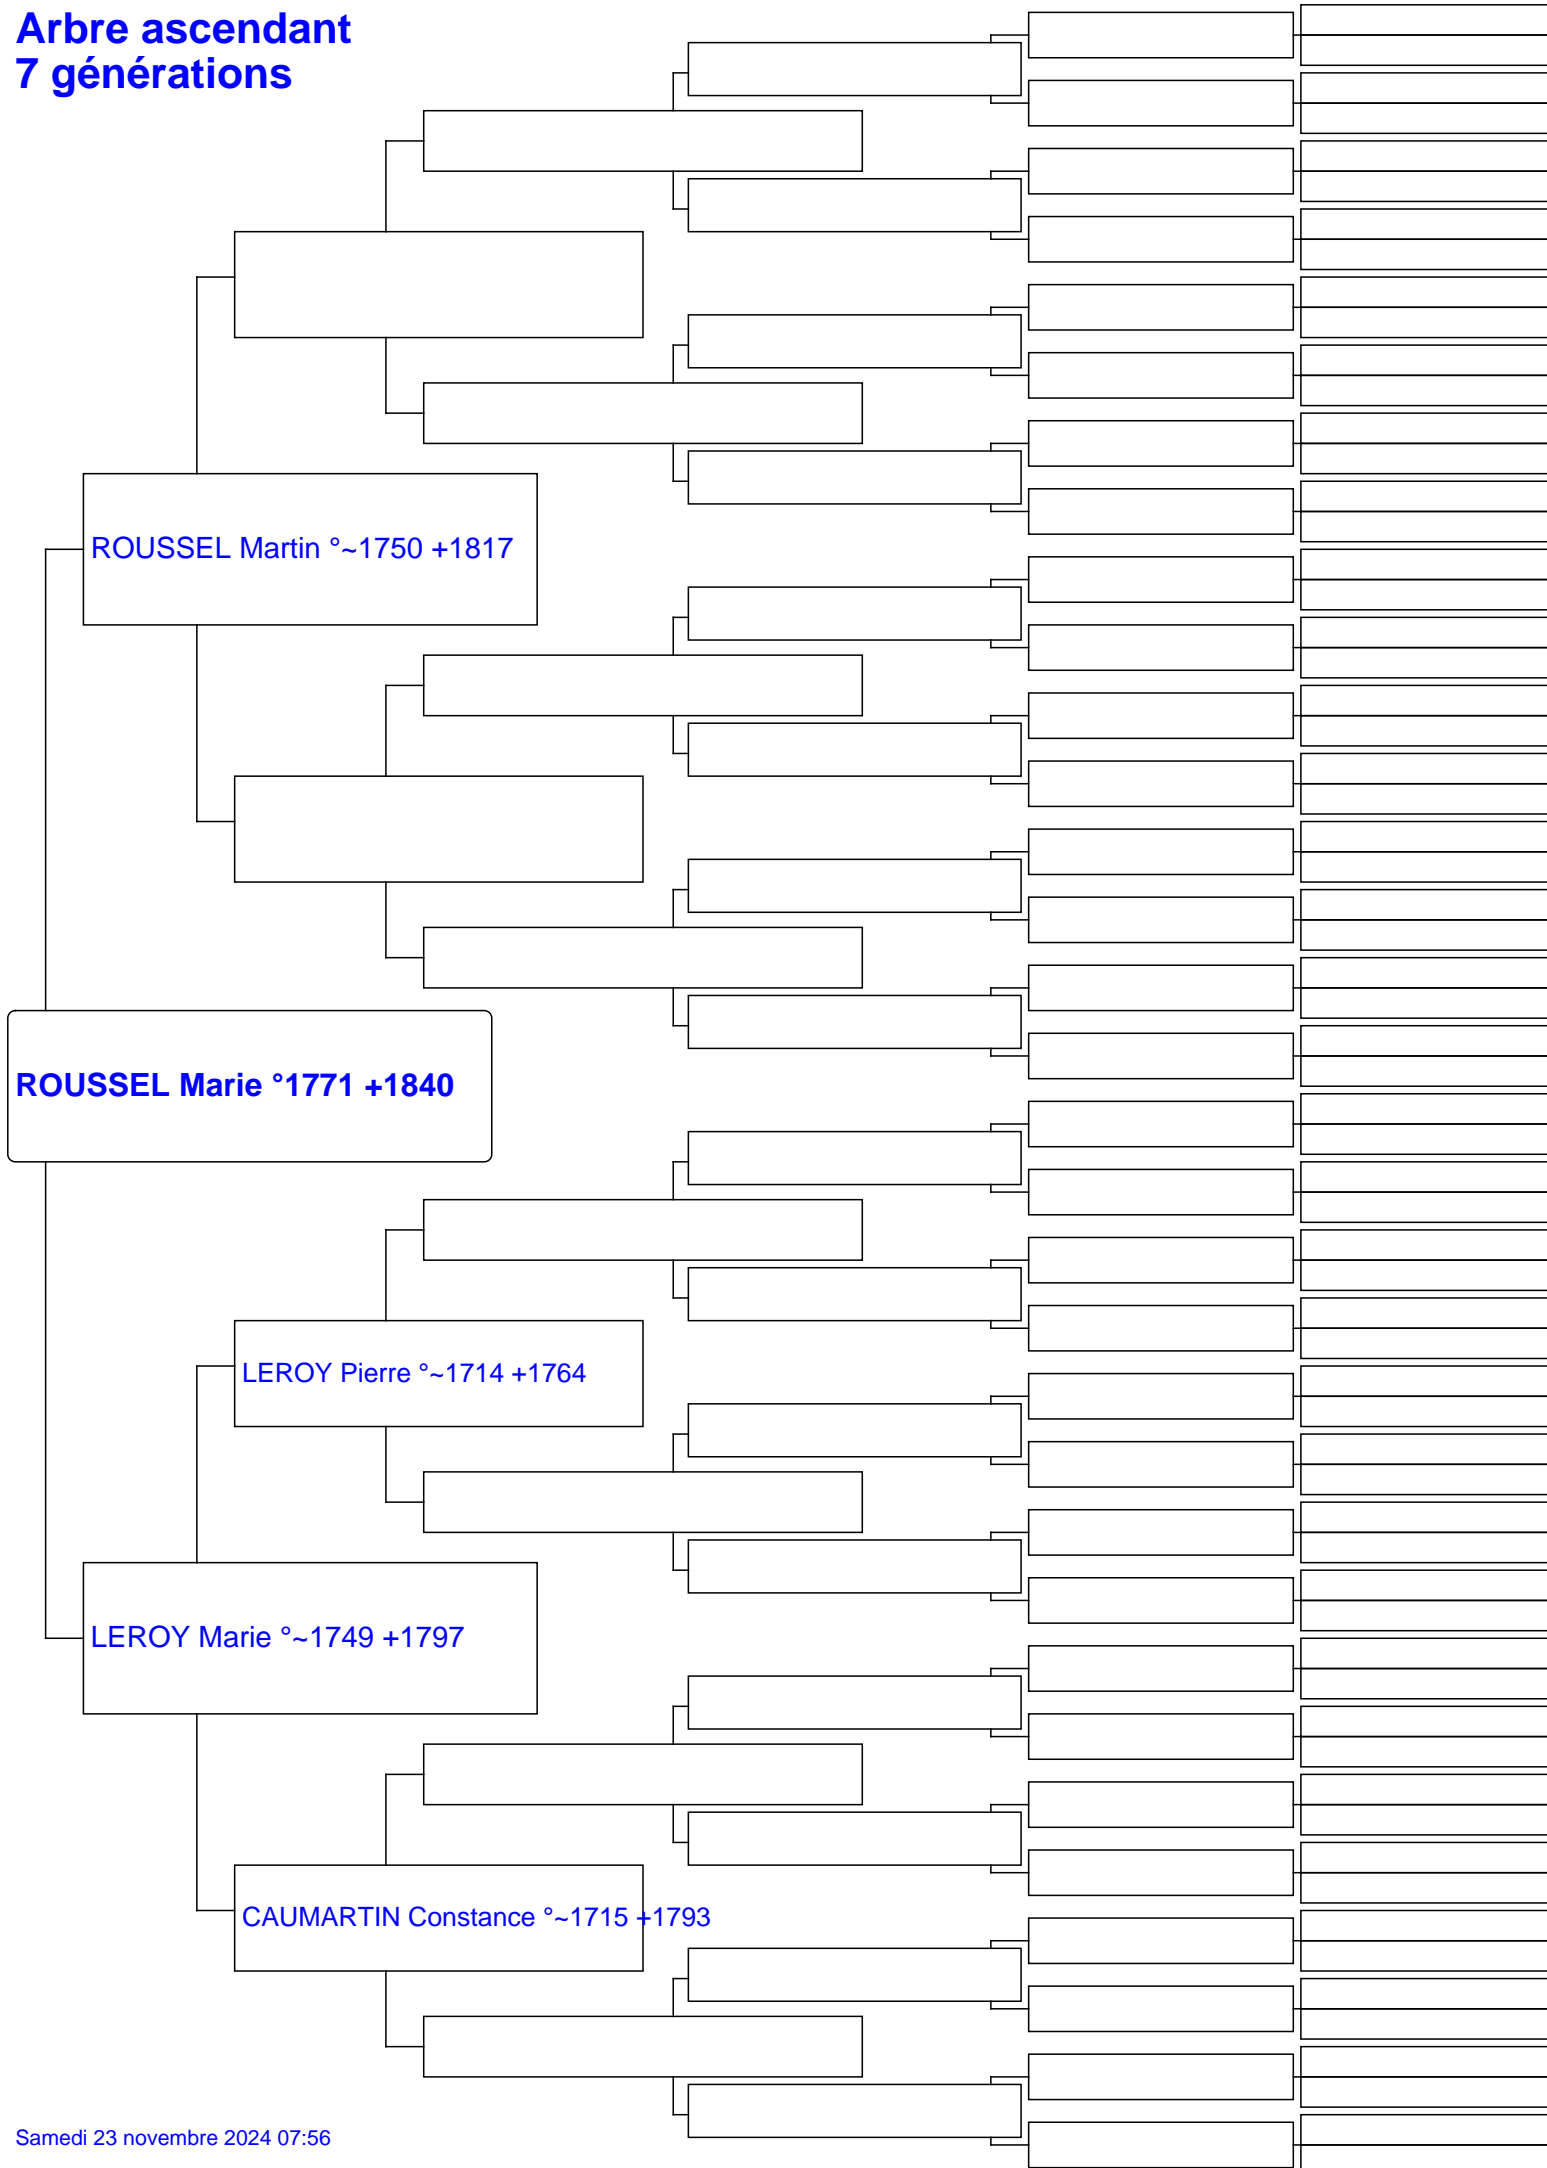 Arbre ascendant
7 générations
ROUSSEL Martin °~1750 +1817
ROUSSEL Marie °1771 +1840
LEROY Pierre °~1714 +1764
LEROY Marie °~1749 +1797
CAUMARTIN Constance °~1715 +1793
Samedi 23 novembre 2024 07:56